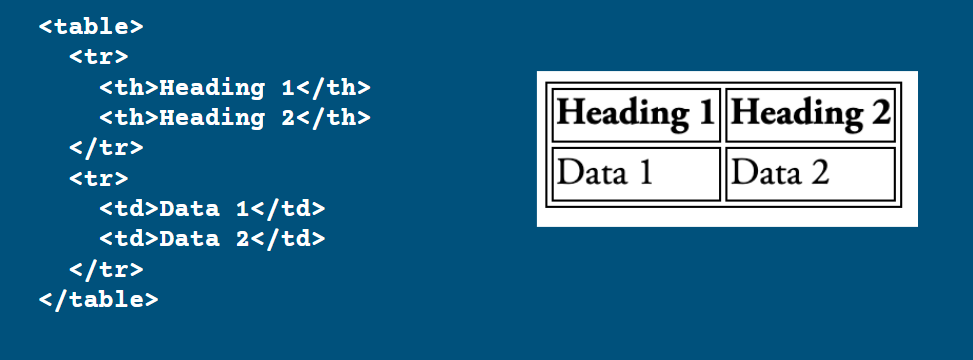 <table>
<tr>
<th>Heading 1</th>
<th>Heading 2</th>
</tr>
<tr>
<td>Data 1</td>
<td>Data 2</td>
</tr>
</table>
Heading 1 Heading 2
Data 1 Data 2